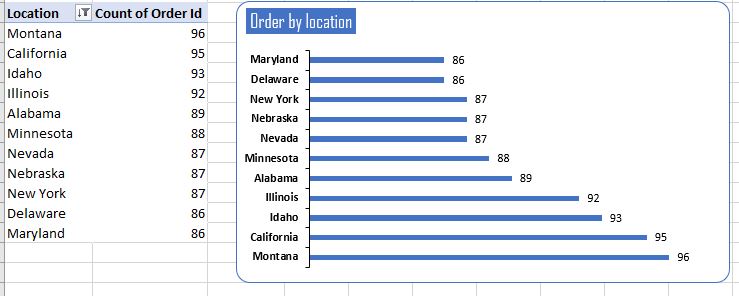 Location Count of Order Id
Montana 96
California 95
Idaho 93
Illinois 92
Alabama 89
Minnesota 88
Nevada 87
Nebraska 87
New York 87
Delaware 86
Maryland 86
Order by location
Maryland 86
Delaware 86
New York 87
Nebraska 87
Nevada 87
Minnesota 88
Alabama 89
Illinois 92
Idaho 93
California 95
Montana 96